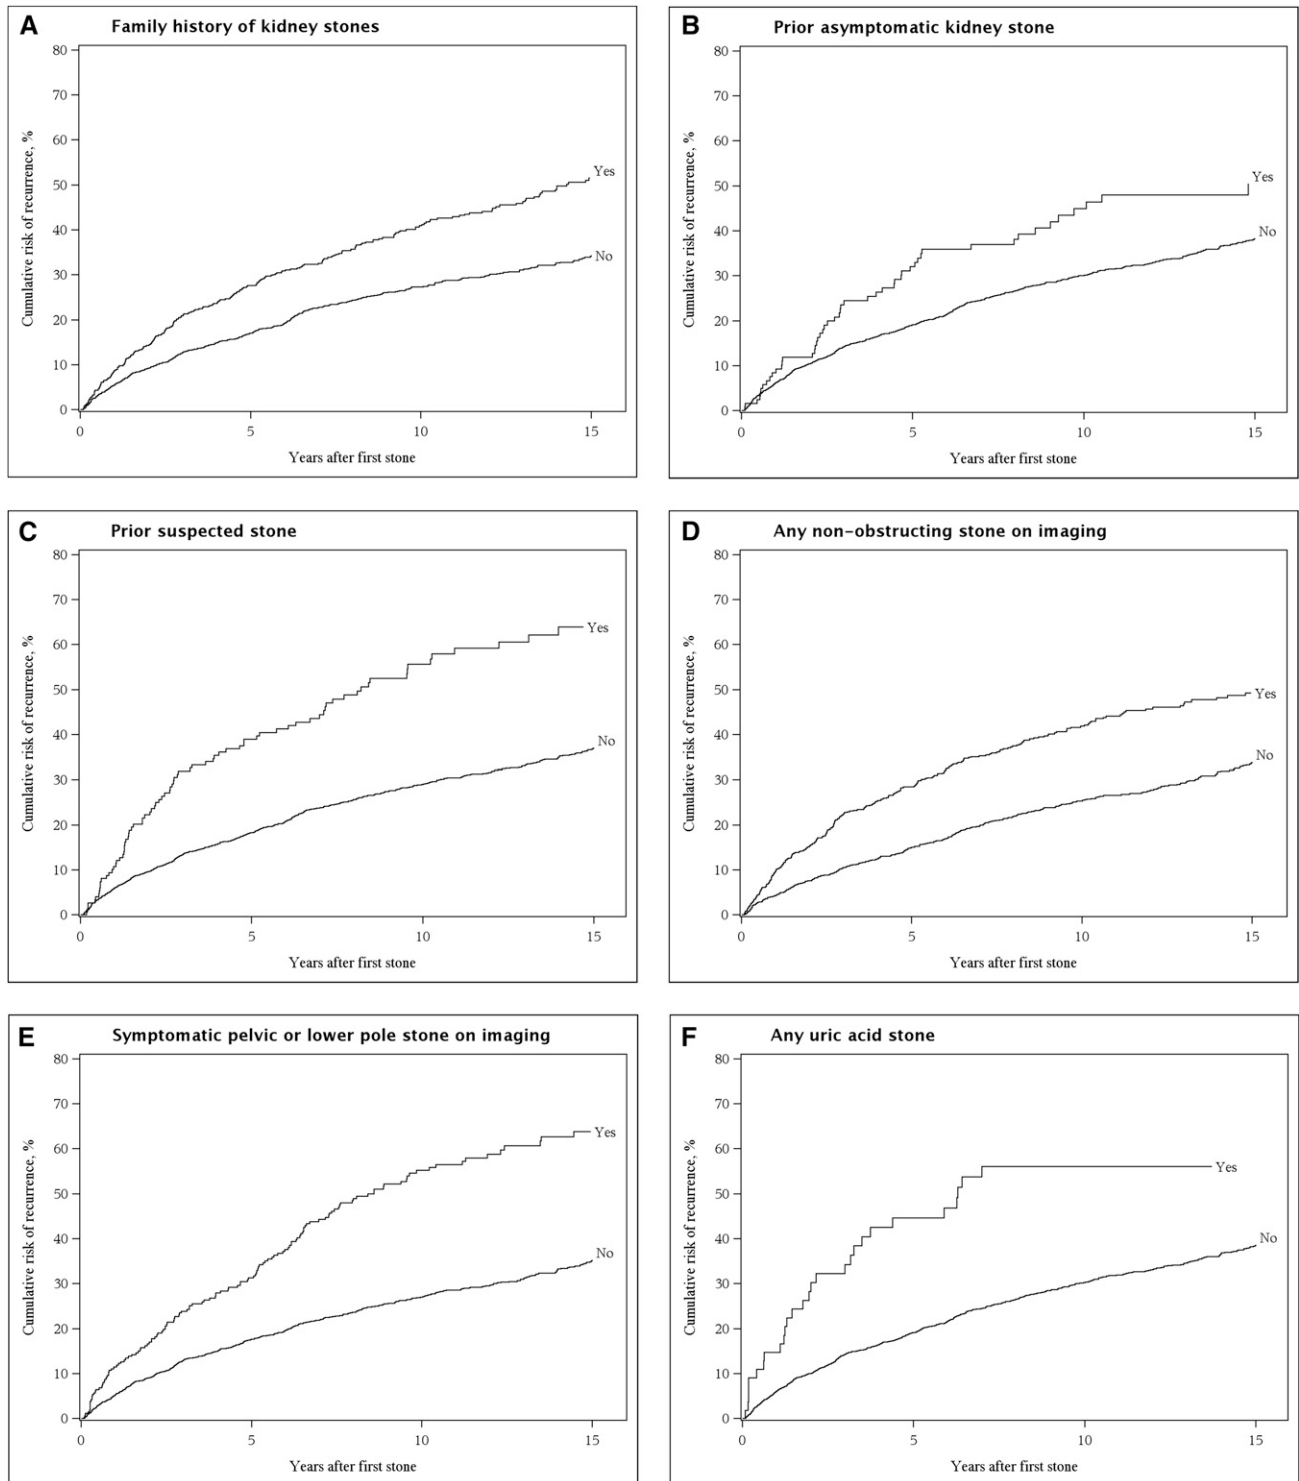 A Family history of kidney stones
80
70
60
50
40
30
20
10
0
Cumulative risk of recurrence, %
Yes
No
0 5 10 15
Years after first stone
B Prior asymptomatic kidney stone
80
70
60
50
40
30
20
10
0
Cumulative risk of recurrence, %
Yes
No
0 5 10 15
Years after first stone
C Prior suspected stone
80
70
60
50
40
30
20
10
0
Cumulative risk of recurrence, %
Yes
No
0 5 10 15
Years after first stone
D Any non-obstructing stone on imaging
80
70
60
50
40
30
20
10
0
Cumulative risk of recurrence, %
Yes
No
0 5 10 15
Years after first stone
E Symptomatic pelvic or lower pole stone on imaging
80
70
60
50
40
30
20
10
0
Cumulative risk of recurrence, %
Yes
No
0 5 10 15
Years after first stone
F Any uric acid stone
80
70
60
50
40
30
20
10
0
Cumulative risk of recurrence, %
Yes
No
0 5 10 15
Years after first stone